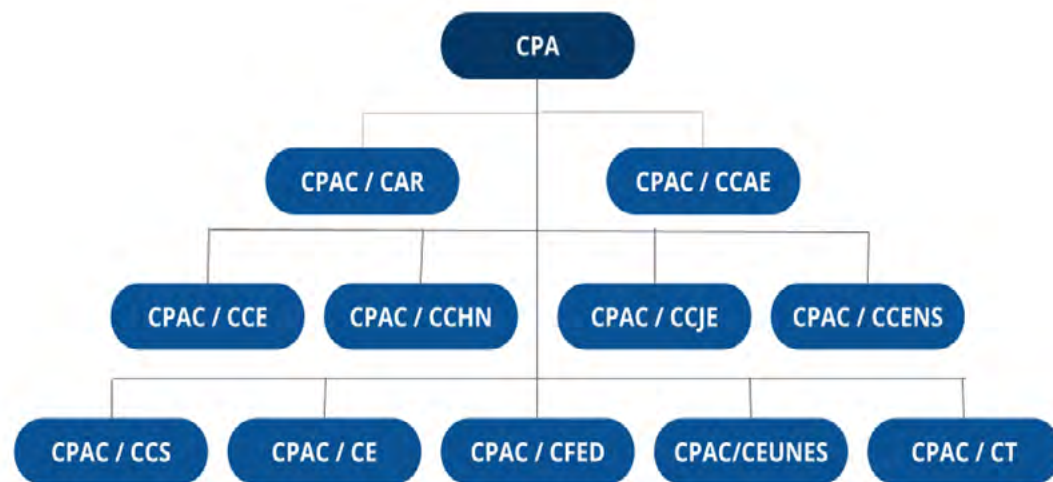 CPA
CPAC / CAR
CPAC / CCAE
CPAC / CCE
CPAC / CCHN
CPAC / CCJE
CPAC / CCENS
CPAC / CCS
CPAC / CE
CPAC / CFED
CPAC/CEUNES
CPAC / CT